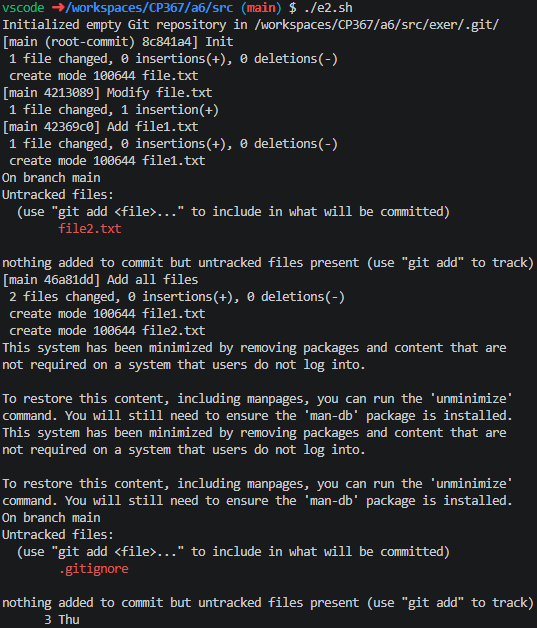 vscode ➜/workspaces/CP367/a6/src (main) $ ./e2.sh
Initialized empty Git repository in /workspaces/CP367/a6/src/exer/.git/
[main (root-commit) 8c841a4] Init
 1 file changed, 0 insertions(+), 0 deletions(-)
 create mode 100644 file.txt
[main 4213089] Modify file.txt
 1 file changed, 1 insertion(+)
[main 42369c0] Add file1.txt
 1 file changed, 0 insertions(+), 0 deletions(-)
 create mode 100644 file1.txt
On branch main
Untracked files:
  (use "git add <file>..." to include in what will be committed)
        file2.txt

nothing added to commit but untracked files present (use "git add" to track)
[main 46a81dd] Add all files
 2 files changed, 0 insertions(+), 0 deletions(-)
 create mode 100644 file1.txt
 create mode 100644 file2.txt
This system has been minimized by removing packages and content that are
not required on a system that users do not log into.

To restore this content, including manpages, you can run the 'unminimize'
command. You will still need to ensure the 'man-db' package is installed.
This system has been minimized by removing packages and content that are
not required on a system that users do not log into.

To restore this content, including manpages, you can run the 'unminimize'
command. You will still need to ensure the 'man-db' package is installed.
On branch main
Untracked files:
  (use "git add <file>..." to include in what will be committed)
        .gitignore

nothing added to commit but untracked files present (use "git add" to track)
      3 Thu